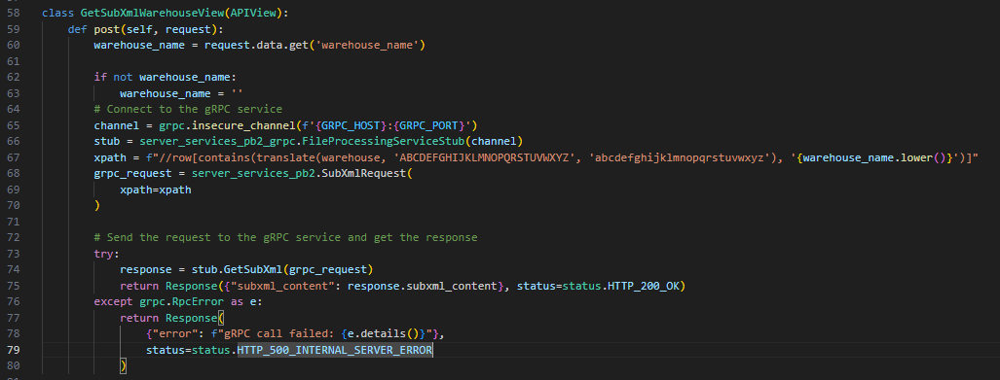 58 class GetSubXmlWarehouseView(APIView):
59     def post(self, request):
60         warehouse_name = request.data.get('warehouse_name')
61
62         if not warehouse_name:
63             warehouse_name = ''
64         # Connect to the gRPC service
65         channel = grpc.insecure_channel(f'{GRPC_HOST}:{GRPC_PORT}')
66         stub = server_services_pb2_grpc.FileProcessingServiceStub(channel)
67         xpath = f"//row[contains(translate(warehouse, 'ABCDEFGHIJKLMNOPQRSTUVWXYZ', 'abcdefghijklmnopqrstuvwxyz'), '{warehouse_name.lower()}')]"
68         grpc_request = server_services_pb2.SubXmlRequest(
69             xpath=xpath
70         )
71
72         # Send the request to the gRPC service and get the response
73         try:
74             response = stub.GetSubXml(grpc_request)
75             return Response({"subxml_content": response.subxml_content}, status=status.HTTP_200_OK)
76         except grpc.RpcError as e:
77             return Response(
78                 {"error": f"gRPC call failed: {e.details()}"},
79                 status=status.HTTP_500_INTERNAL_SERVER_ERROR
80             )